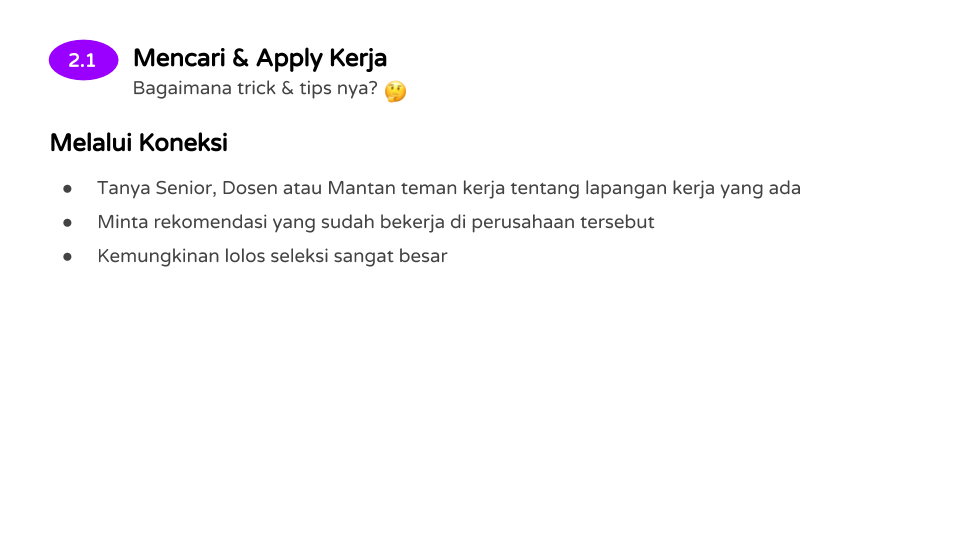 2.1
Mencari & Apply Kerja
Bagaimana trick & tips nya? 🤔
Melalui Koneksi
● Tanya Senior, Dosen atau Mantan teman kerja tentang lapangan kerja yang ada
● Minta rekomendasi yang sudah bekerja di perusahaan tersebut
● Kemungkinan lolos seleksi sangat besar